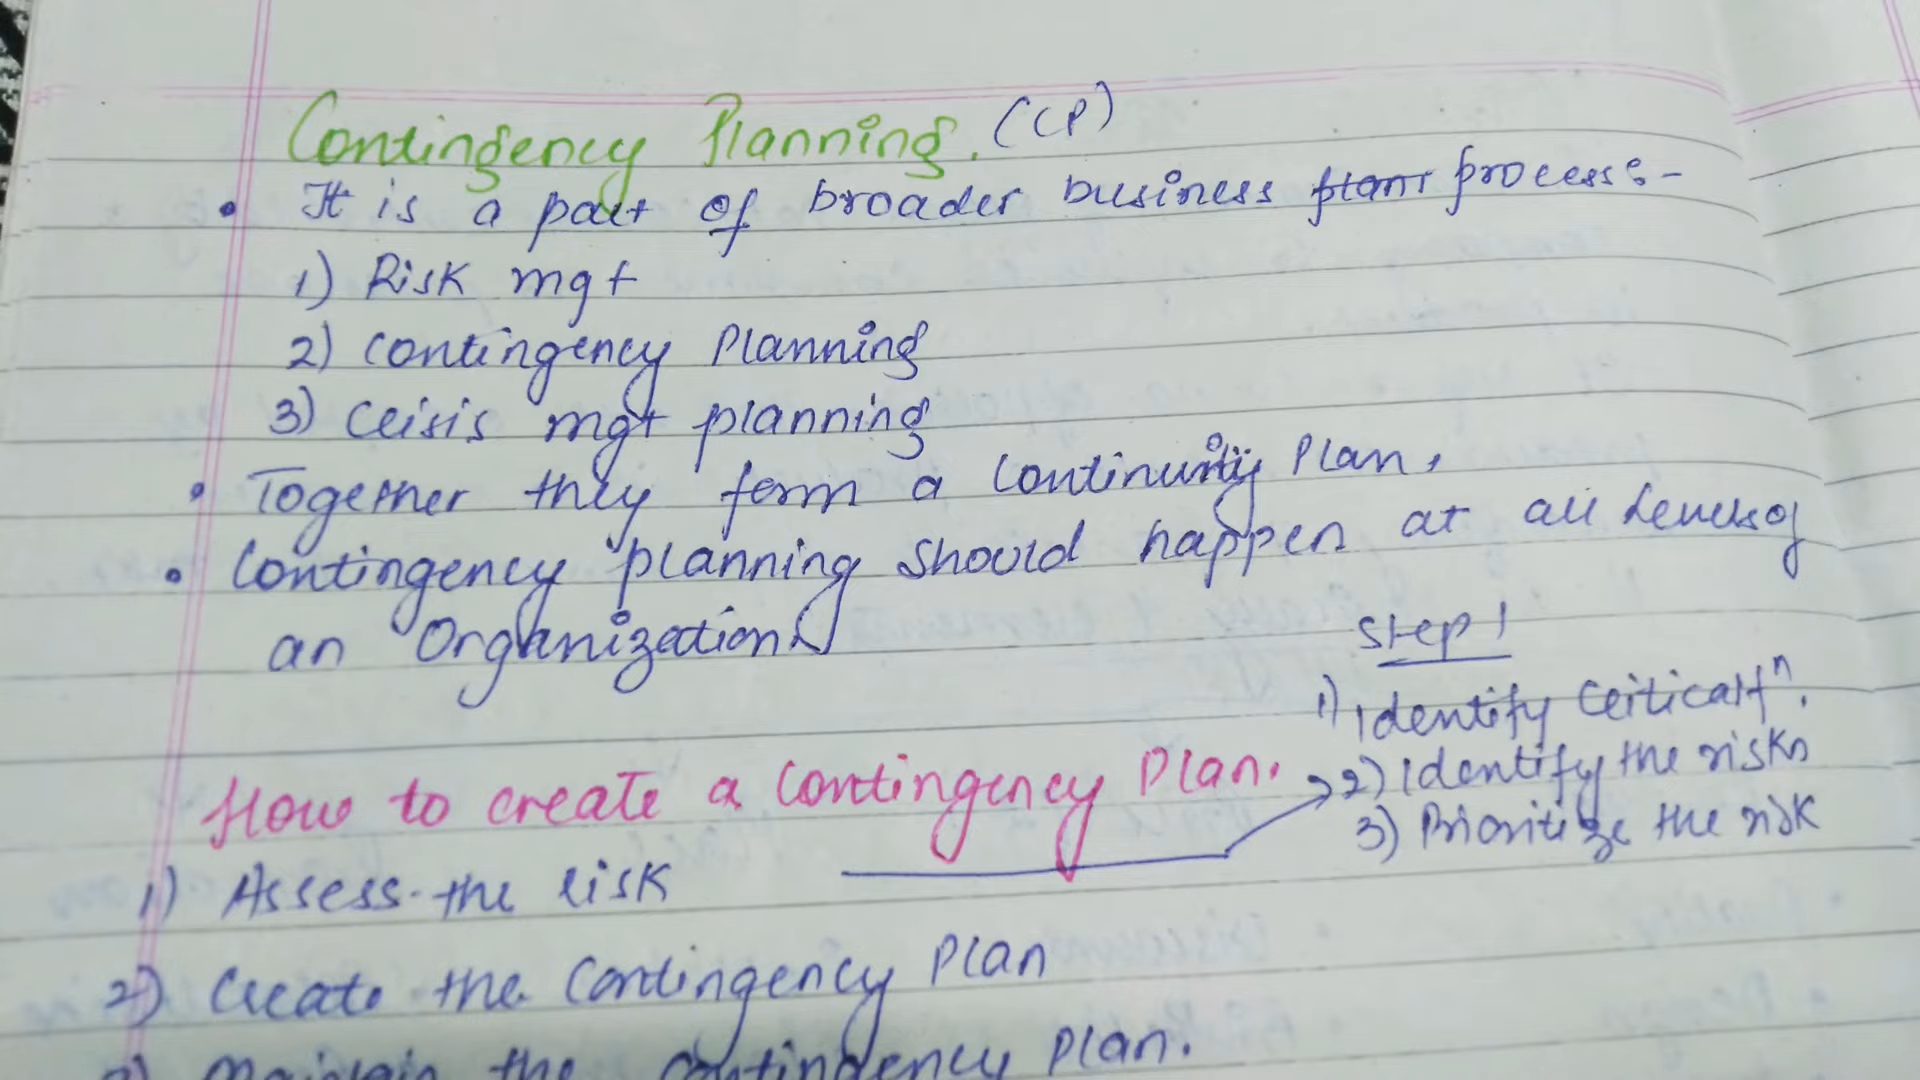 Contingency Planning. (CP)
• It is a part of broader business plans process:-
1) Risk mgt
2) Contingency Planning
3) Crisis mgt planning
• Together they form a Continuity Plan.
• Contingency planning should happen at all levels of
an Organization.
How to create a Contingency Plan.
1) Assess the risk
2) Create the Contingency Plan
3) Maintain the Contingency Plan.
Step 1
1) Identify Critical fⁿ.
2) Identify the risks
3) Prioritize the risk